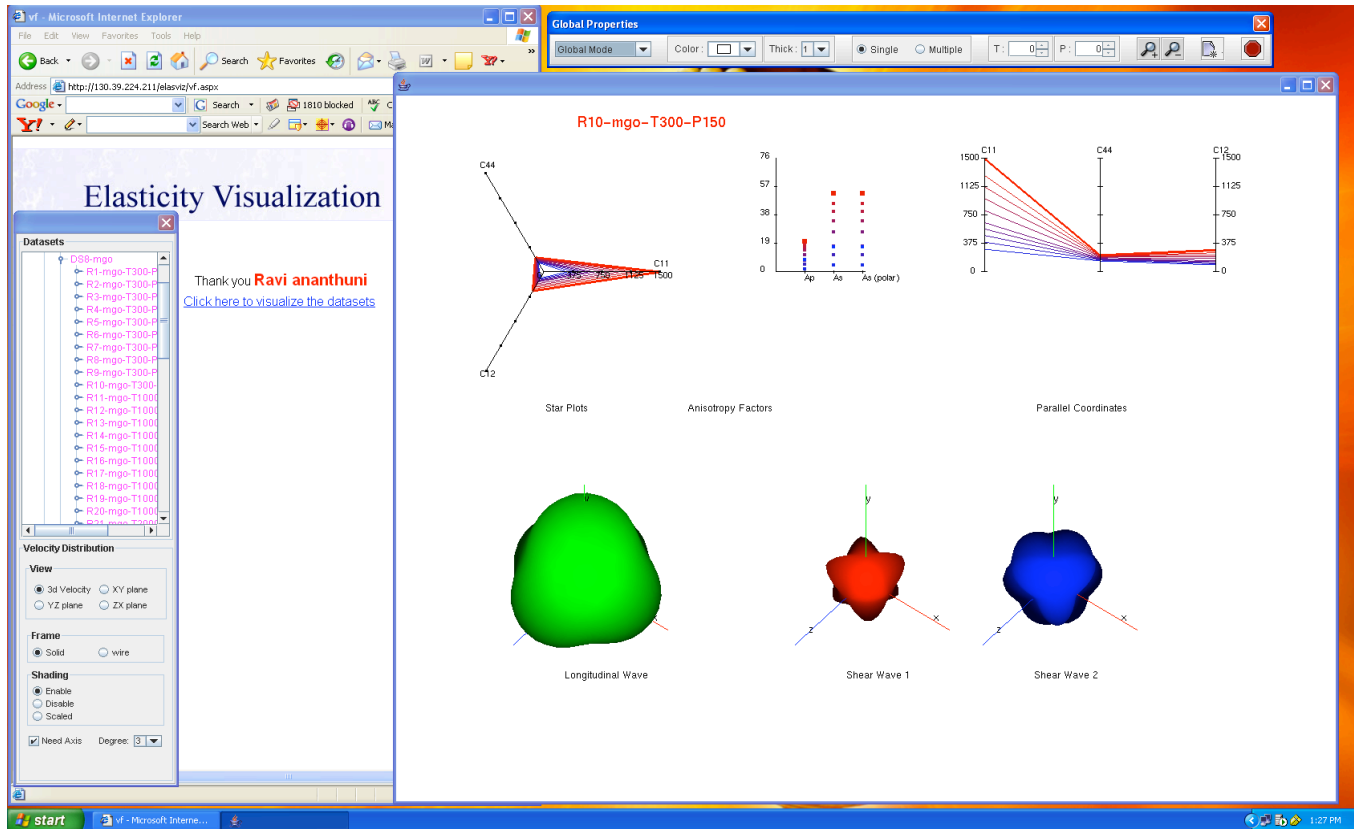 vf - Microsoft Internet Explorer
File Edit View Favorites Tools Help
Back Search Favorites
Address http://130.39.224.211/elasviz/vf.aspx
Google Search 1810 blocked ABC C
Y! Search Web Ma
Elasticity Visualization
Thank you Ravi ananthuni
Click here to visualize the datasets
Datasets
DS8-mgo
R1-mgo-T300-P
R2-mgo-T300-P
R3-mgo-T300-P
R4-mgo-T300-P
R5-mgo-T300-P
R6-mgo-T300-P
R7-mgo-T300-P
R8-mgo-T300-P
R9-mgo-T300-P
R10-mgo-T300-
R11-mgo-T1000
R12-mgo-T1000
R13-mgo-T1000
R14-mgo-T1000
R15-mgo-T1000
R16-mgo-T1000
R17-mgo-T1000
R18-mgo-T1000
R19-mgo-T1000
R20-mgo-T1000
Velocity Distribution
View
3d Velocity XY plane
YZ plane ZX plane
Frame
Solid wire
Shading
Enable
Disable
Scaled
Need Axis Degree: 3
Global Properties
Global Mode Color: Thick: 1 Single Multiple T: 0 P: 0
R10-mgo-T300-P150
C44
C11
1125 1500
C12
Star Plots
76
57
38
19
0
Ap As As (polar)
Anisotropy Factors
C11 C44 C12
1500 1500
1125 1125
750 750
375 375
0 0
Parallel Coordinates
y
Longitudinal Wave
y
z x
Shear Wave 1
y
z x
Shear Wave 2
start vf - Microsoft Interne... 1:27 PM